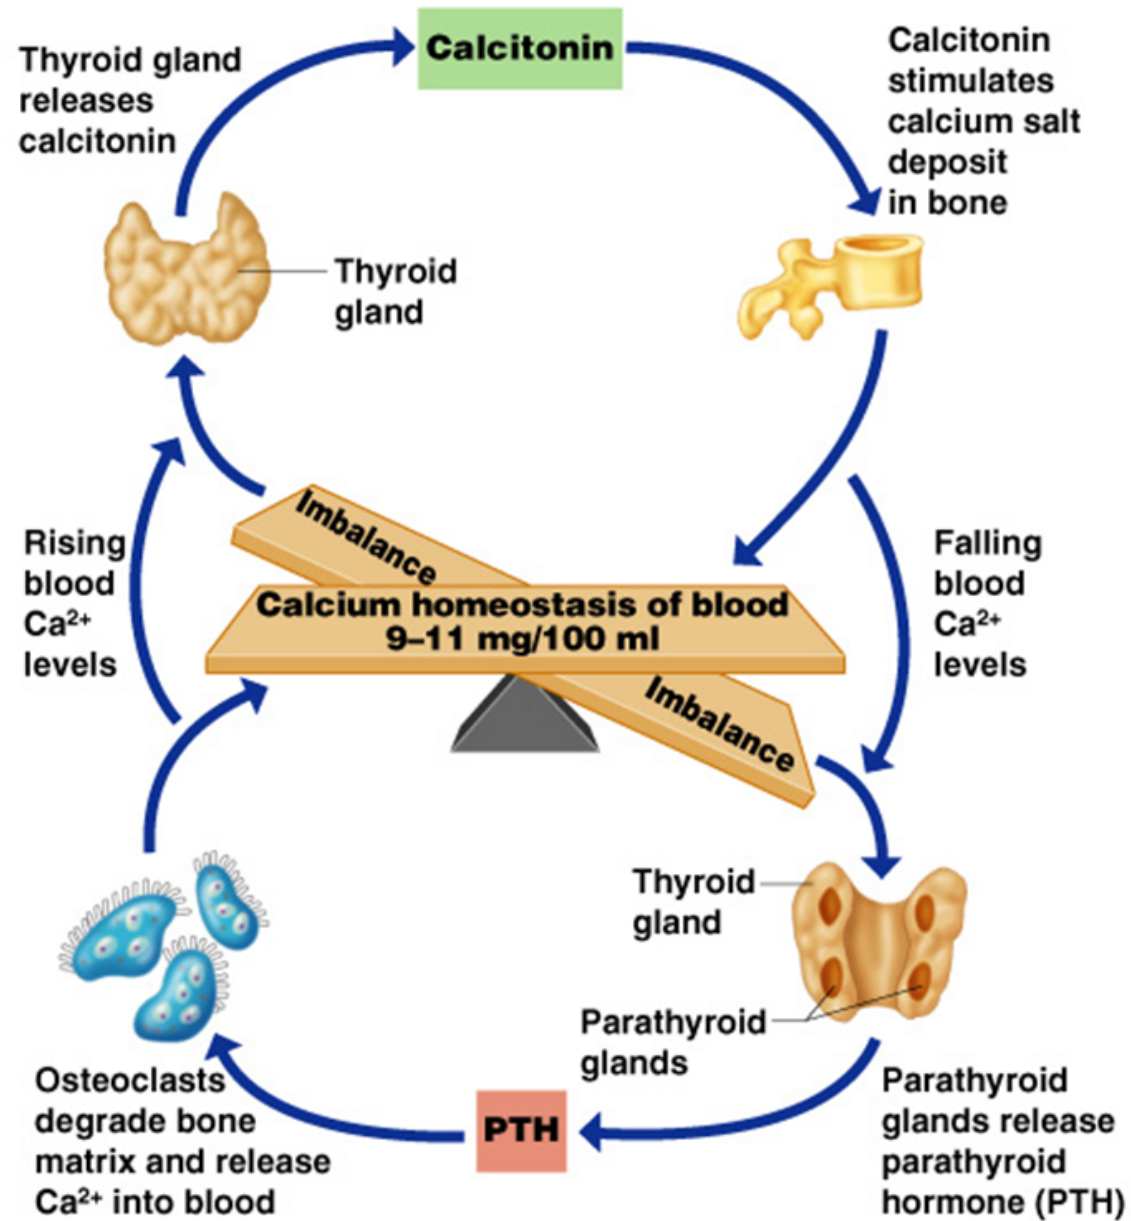 Thyroid gland
releases
calcitonin
Calcitonin
Calcitonin
stimulates
calcium salt
deposit
in bone
Thyroid
gland
Rising
blood
Ca²⁺
levels
Imbalance
Calcium homeostasis of blood
9–11 mg/100 ml
Imbalance
Falling
blood
Ca²⁺
levels
Thyroid
gland
Parathyroid
glands
Osteoclasts
degrade bone
matrix and release
Ca²⁺ into blood
PTH
Parathyroid
glands release
parathyroid
hormone (PTH)